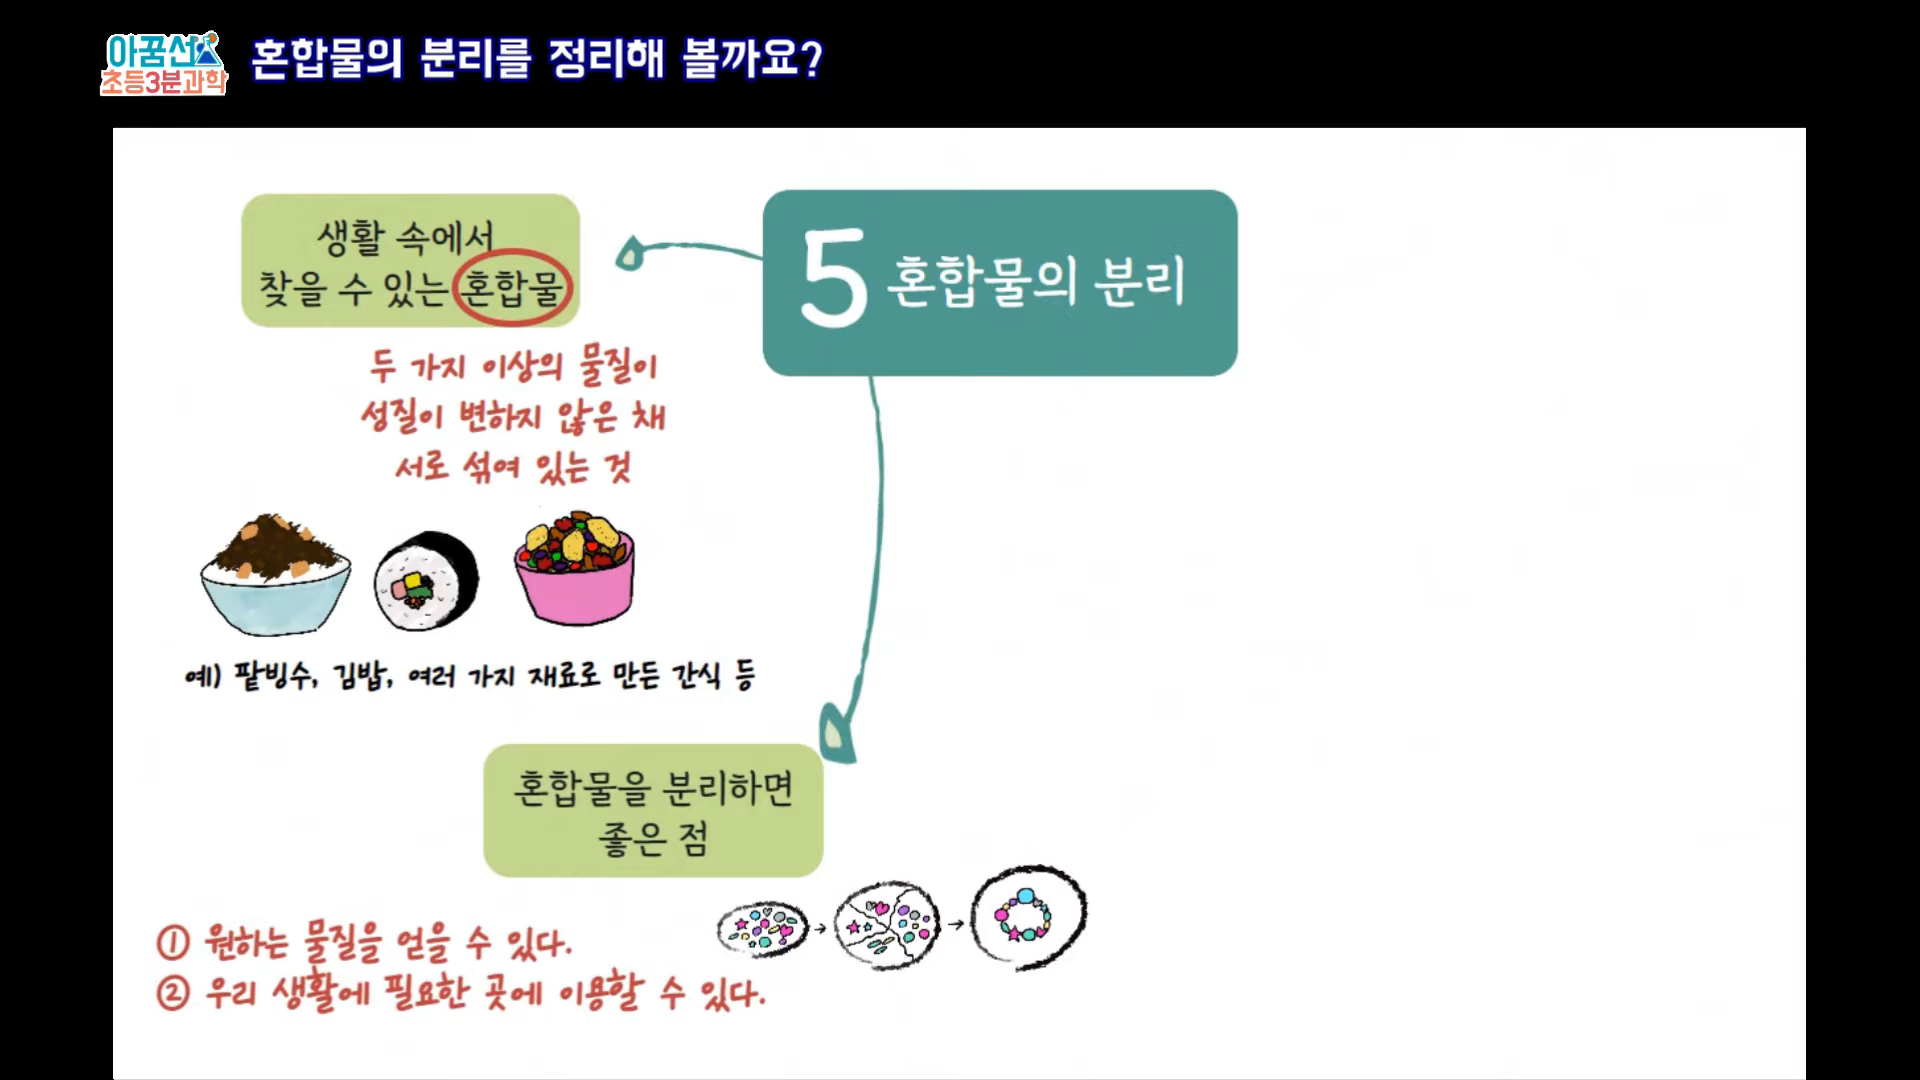 아꿈선
초등3분과학
혼합물의 분리를 정리해 볼까요?
5 혼합물의 분리
생활 속에서
찾을 수 있는 혼합물
두 가지 이상의 물질이
성질이 변하지 않은 채
서로 섞여 있는 것
예) 팥빙수, 김밥, 여러 가지 재료로 만든 간식 등
혼합물을 분리하면
좋은 점
① 원하는 물질을 얻을 수 있다.
② 우리 생활에 필요한 곳에 이용할 수 있다.